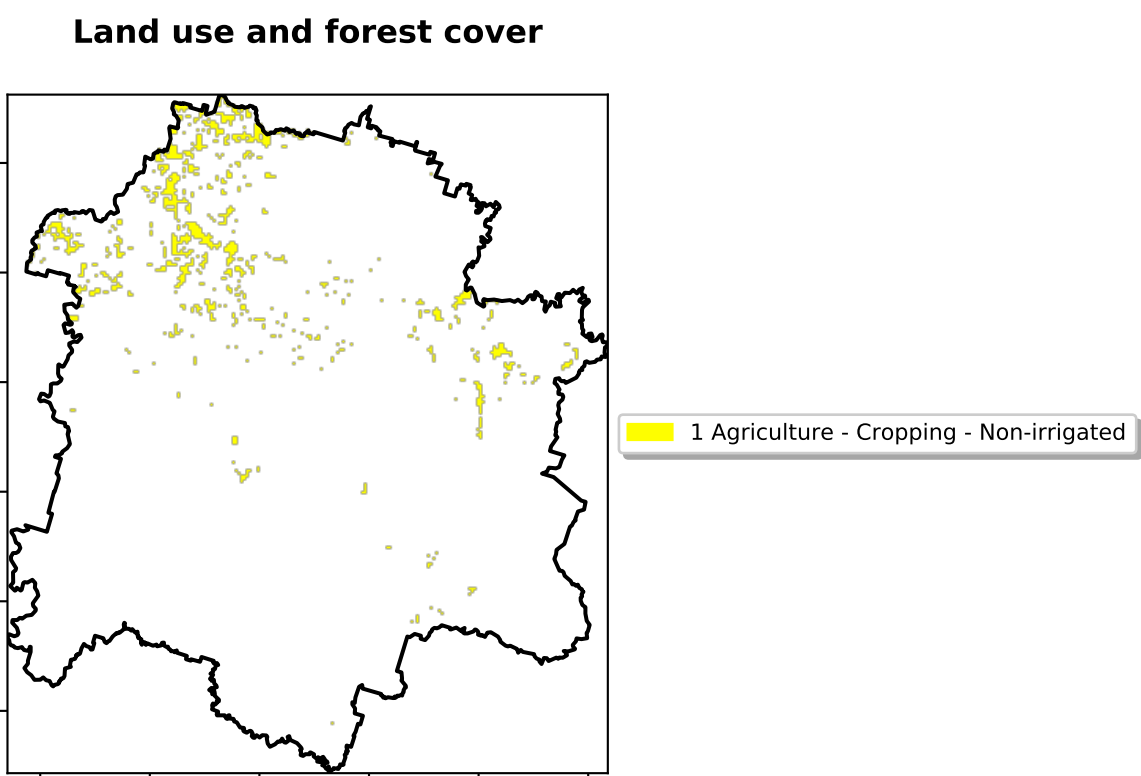 Land use and forest cover
1 Agriculture - Cropping - Non-irrigated